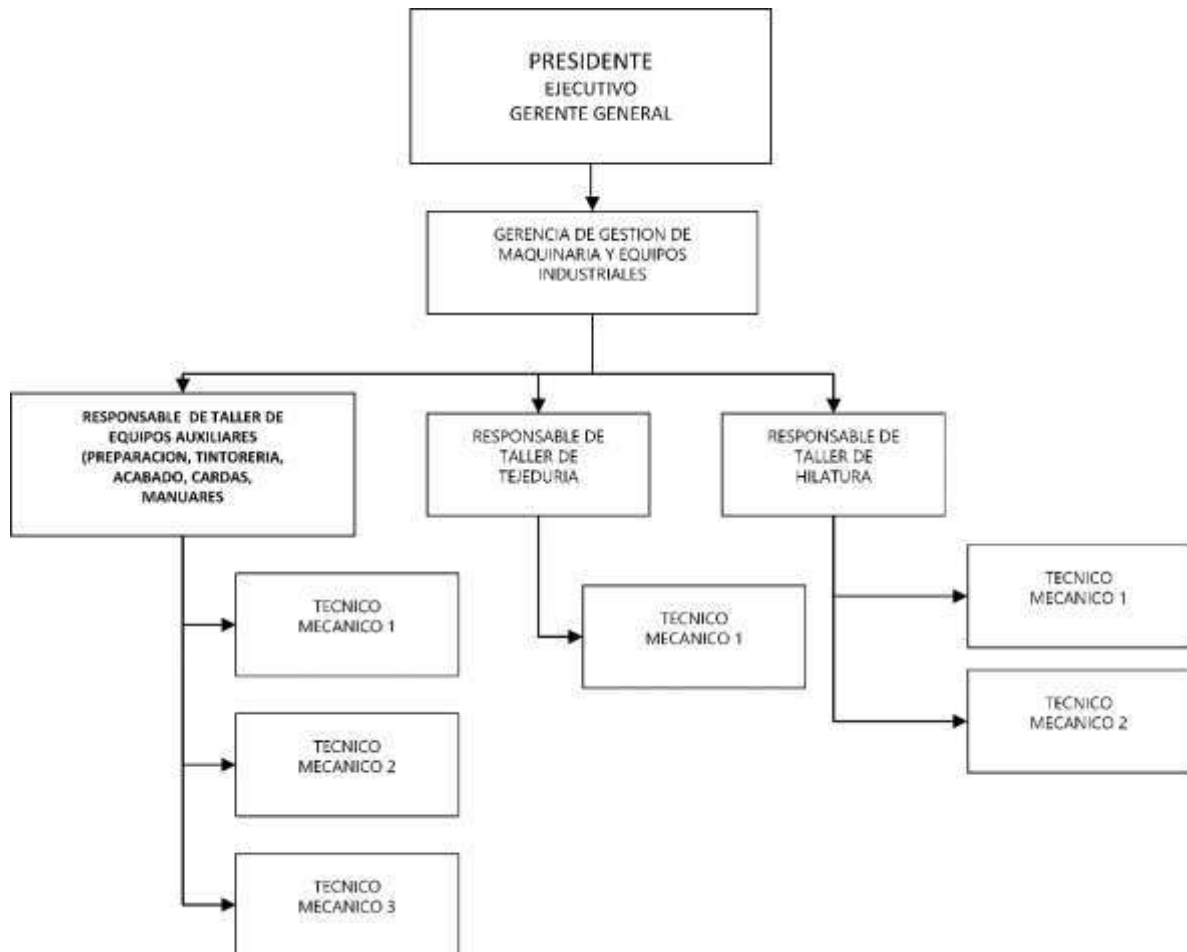 PRESIDENTE
EJECUTIVO
GERENTE GENERAL
GERENCIA DE GESTION DE
MAQUINARIA Y EQUIPOS
INDUSTRIALES
RESPONSABLE DE TALLER DE
EQUIPOS AUXILIARES
(PREPARACION, TINTORERIA,
ACABADO, CARDAS,
MANUARES
RESPONSABLE DE
TALLER DE
TEJEDURIA
RESPONSABLE DE
TALLER DE
HILATURA
TECNICO
MECANICO 1
TECNICO
MECANICO 2
TECNICO
MECANICO 3
TECNICO
MECANICO 1
TECNICO
MECANICO 1
TECNICO
MECANICO 2